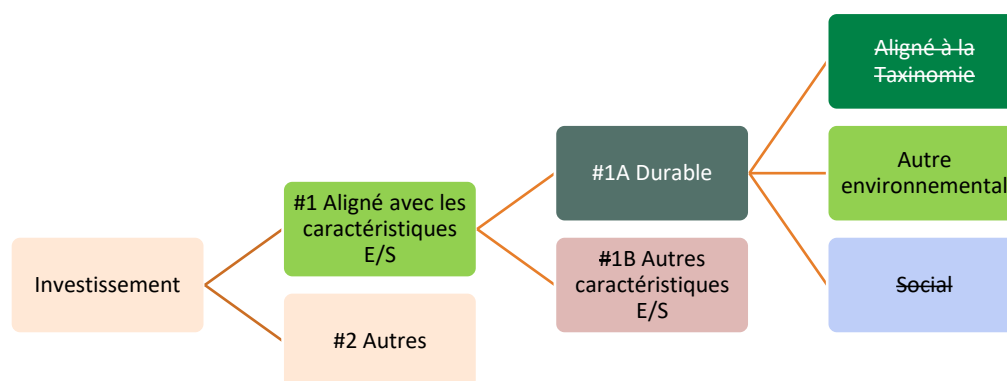 Aligné à la
Taxinomie
#1A Durable
Autre
environnemental
#1 Aligné avec les
caractéristiques
E/S
#1B Autres
caractéristiques
E/S
Investissement
Social
#2 Autres